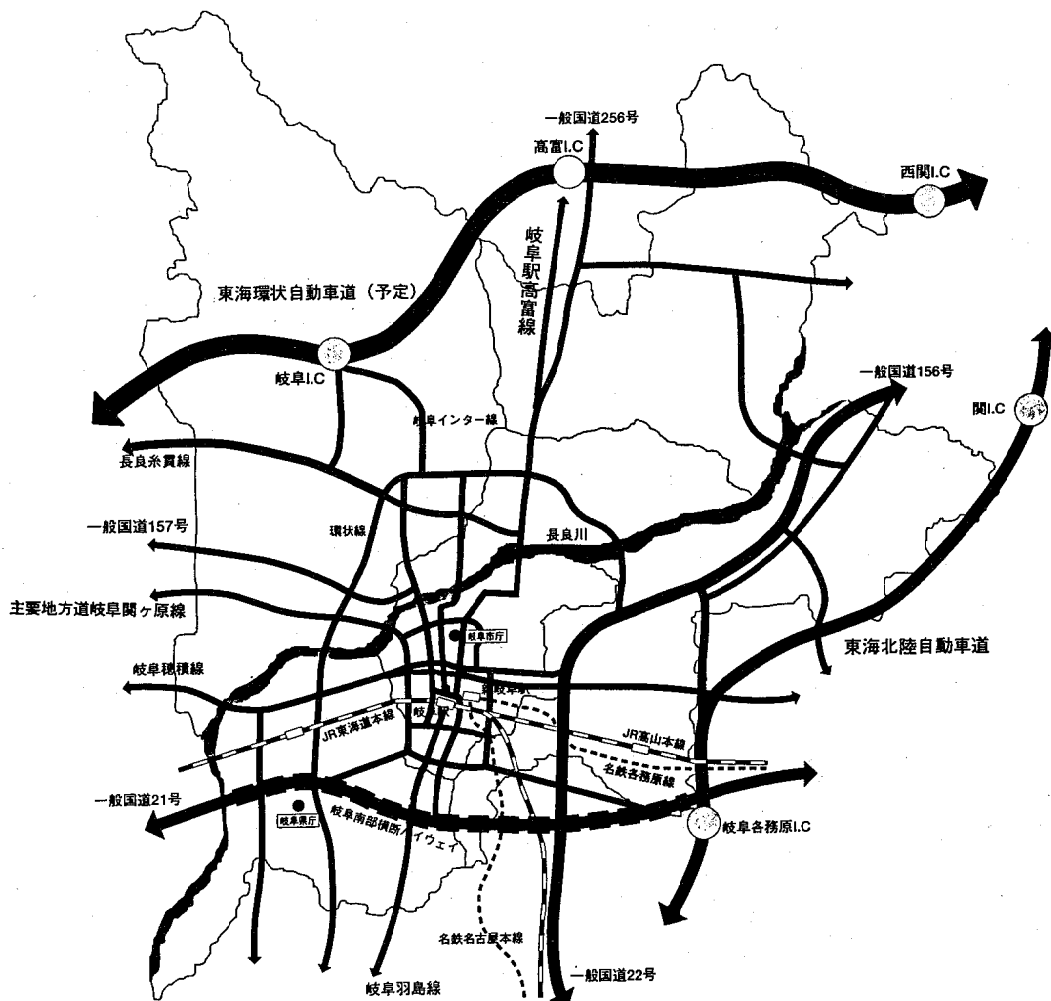 一般国道256号
高富I.C
西関I.C
岐阜駅高富線
東海環状自動車道（予定）
岐阜I.C
一般国道156号
関I.C
岐阜インター線
長良糸貫線
一般国道157号
環状線
長良川
主要地方道岐阜関ヶ原線
岐阜市庁
東海北陸自動車道
岐阜穂積線
岐阜駅
JR東海道本線
JR高山本線
名鉄各務原線
一般国道21号
岐阜県庁
岐阜南部横断ハイウェイ
岐阜各務原I.C
名鉄名古屋本線
一般国道22号
岐阜羽島線